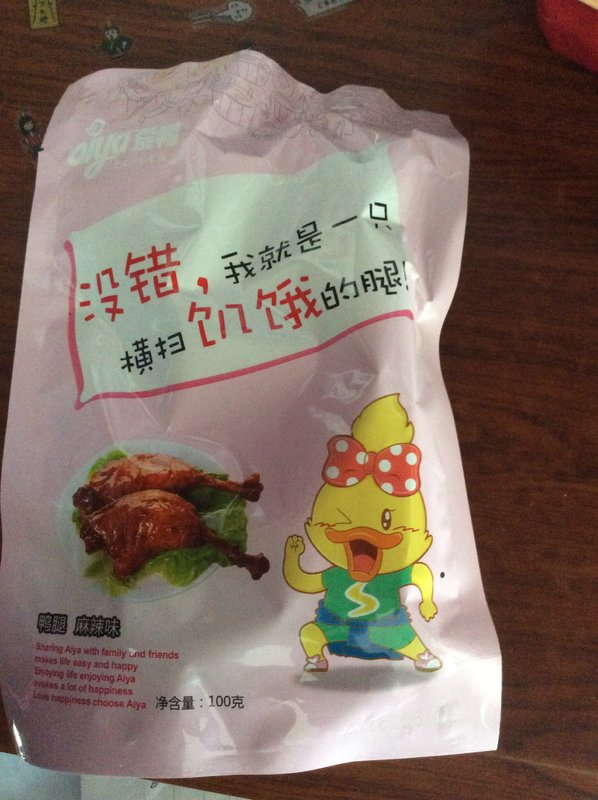 aiya 爱鸭
没错，我就是一只
横扫饥饿的腿!
鸭腿 麻辣味
Sharing Aiya with family and friends
makes life easy and happy
Enjoying life enjoying Aiya
evokes a lot of happiness
Love happiness choose Aiya
净含量：100克